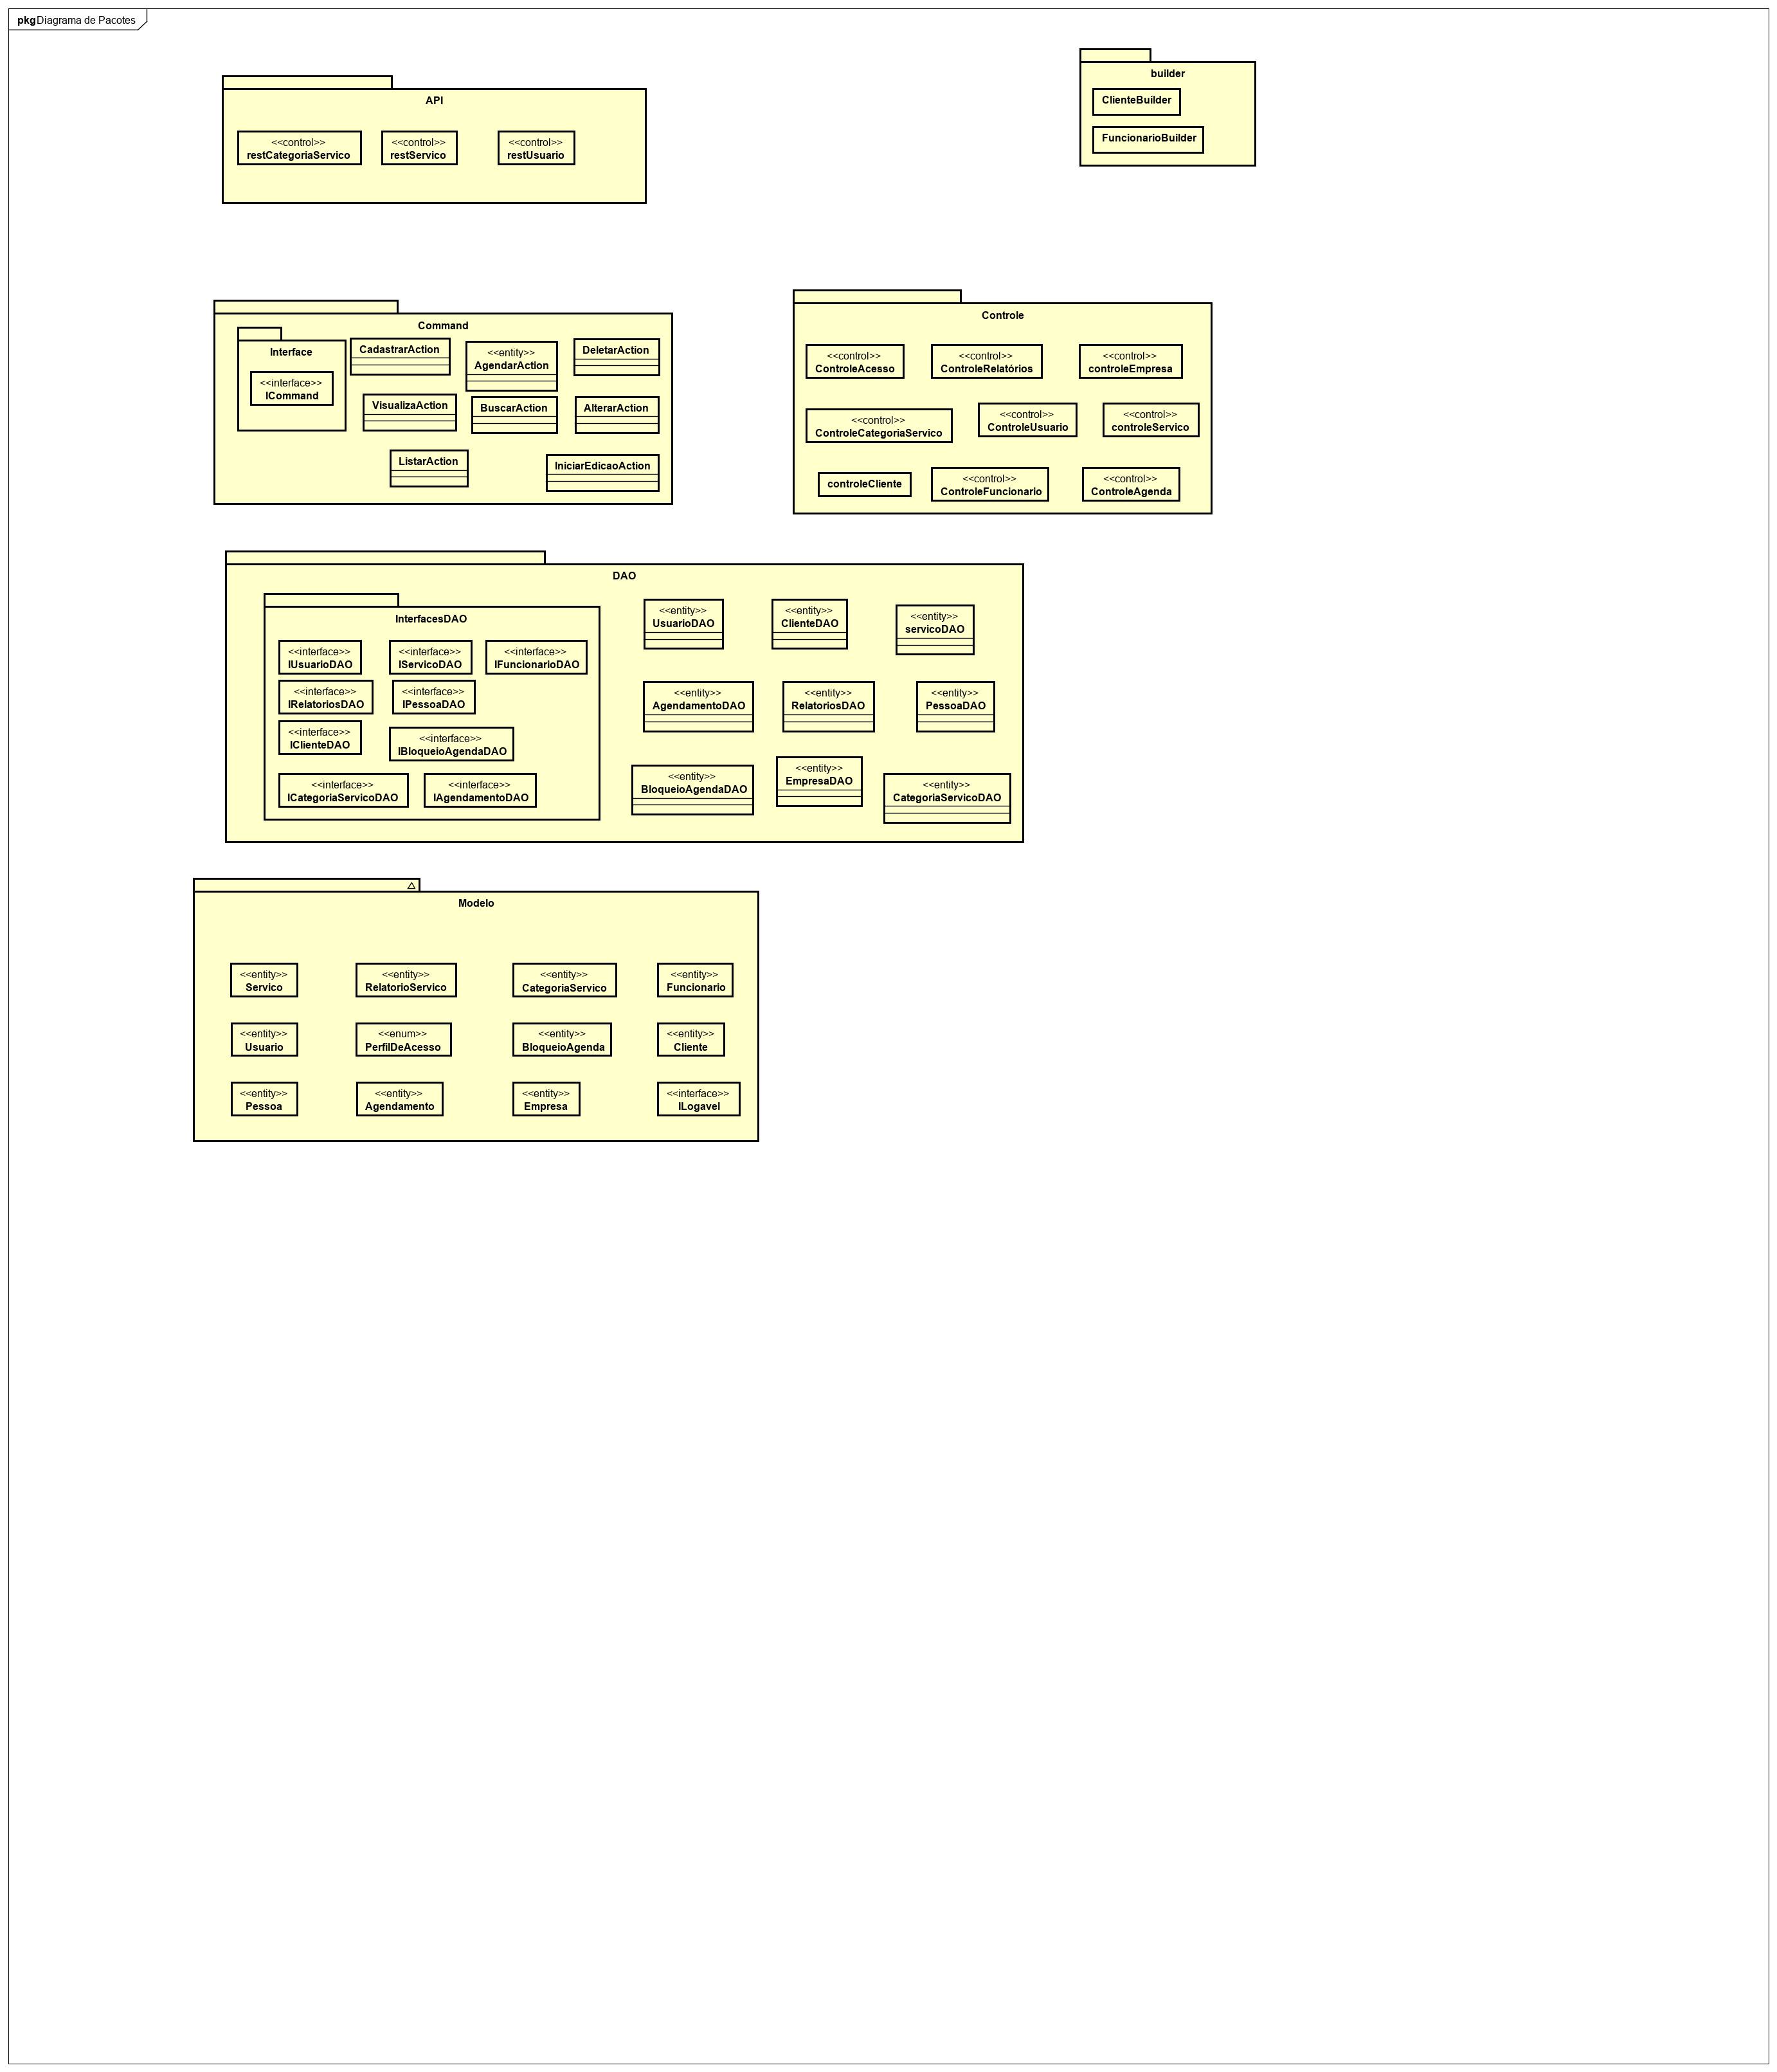 pkg Diagrama de Pacotes
API
<<control>>
restCategoriaServico
<<control>>
restServico
<<control>>
restUsuario
builder
ClienteBuilder
FuncionarioBuilder
Command
Interface
<<interface>>
ICommand
CadastrarAction
<<entity>>
AgendarAction
DeletarAction
VisualizaAction
BuscarAction
AlterarAction
ListarAction
IniciarEdicaoAction
Controle
<<control>>
ControleAcesso
<<control>>
ControleRelatórios
<<control>>
controleEmpresa
<<control>>
ControleCategoriaServico
<<control>>
ControleUsuario
<<control>>
controleServico
controleCliente
<<control>>
ControleFuncionario
<<control>>
ControleAgenda
DAO
InterfacesDAO
<<interface>>
IUsuarioDAO
<<interface>>
IServicoDAO
<<interface>>
IFuncionarioDAO
<<interface>>
IRelatoriosDAO
<<interface>>
IPessoaDAO
<<interface>>
IClienteDAO
<<interface>>
IBloqueioAgendaDAO
<<interface>>
ICategoriaServicoDAO
<<interface>>
IAgendamentoDAO
<<entity>>
UsuarioDAO
<<entity>>
ClienteDAO
<<entity>>
servicoDAO
<<entity>>
AgendamentoDAO
<<entity>>
RelatoriosDAO
<<entity>>
PessoaDAO
<<entity>>
BloqueioAgendaDAO
<<entity>>
EmpresaDAO
<<entity>>
CategoriaServicoDAO
Modelo
<<entity>>
Servico
<<entity>>
RelatorioServico
<<entity>>
CategoriaServico
<<entity>>
Funcionario
<<entity>>
Usuario
<<enum>>
PerfilDeAcesso
<<entity>>
BloqueioAgenda
<<entity>>
Cliente
<<entity>>
Pessoa
<<entity>>
Agendamento
<<entity>>
Empresa
<<interface>>
ILogavel